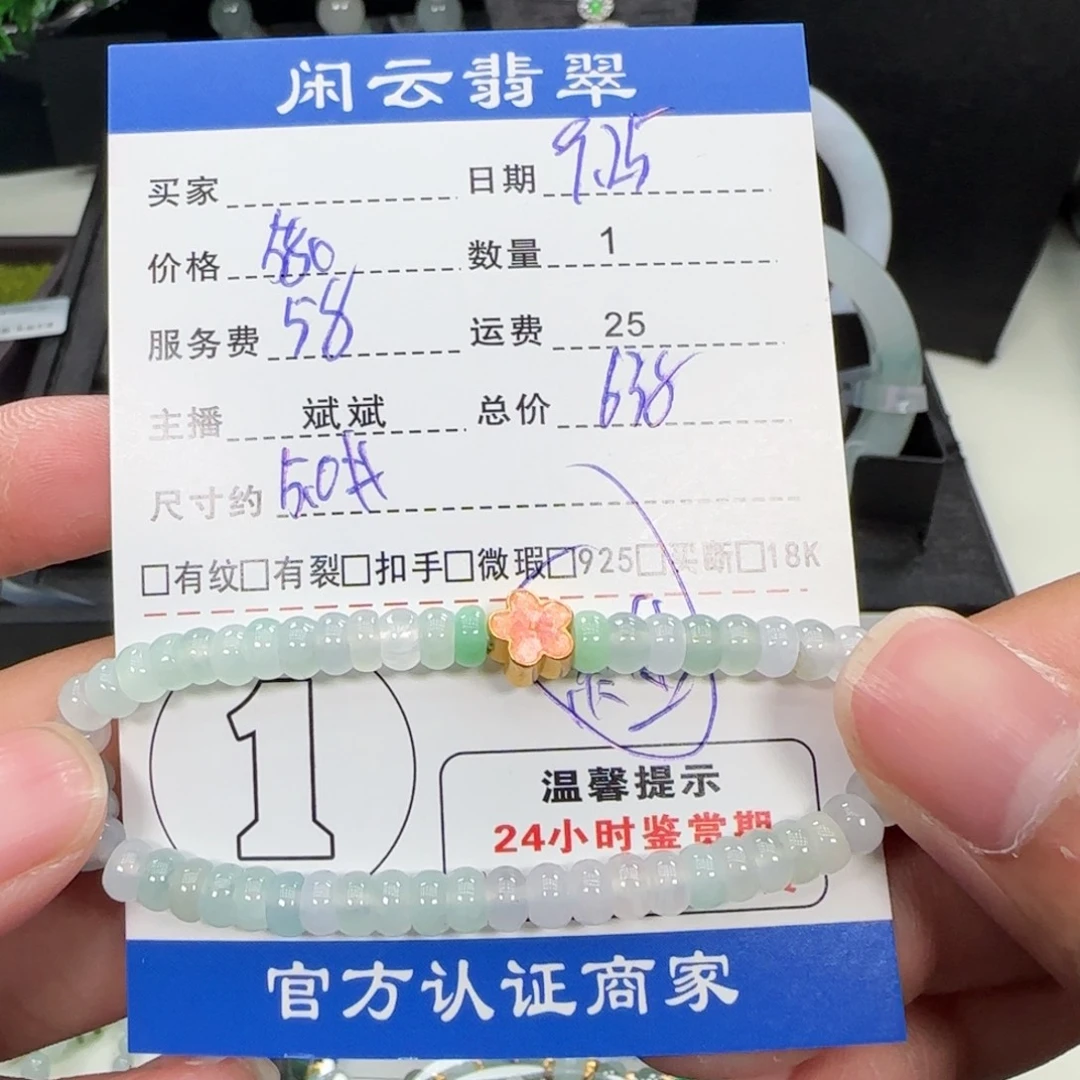 闲云翡翠
买家 日期 9.25
价格 580 数量 1
服务费 58 运费 25
主播 斌斌 总价 638
尺寸约 5.0#
□有纹□有裂□扣手□微瑕□925□买断□18K
1
温馨提示
24小时鉴赏期
官方认证商家